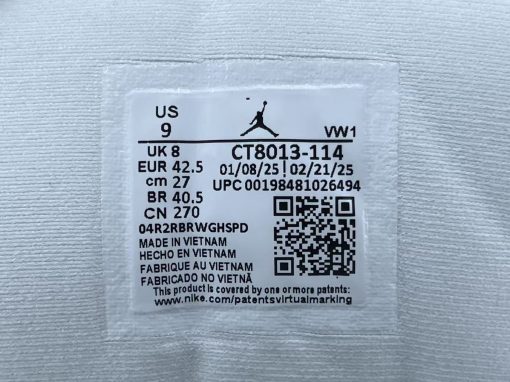 US
9
VW1
UK 8
EUR 42.5
cm 27
BR 40.5
CN 270
CT8013-114
01/08/25 | 02/21/25
UPC 00198481026494
04R2RBRWGHSPD
MADE IN VIETNAM
HECHO EN VIETNAM
FABRIQUE AU VIETNAM
FABRICADO NO VIETNÃ
This product is covered by one or more patents:
www.nike.com/patentsvirtualmarking